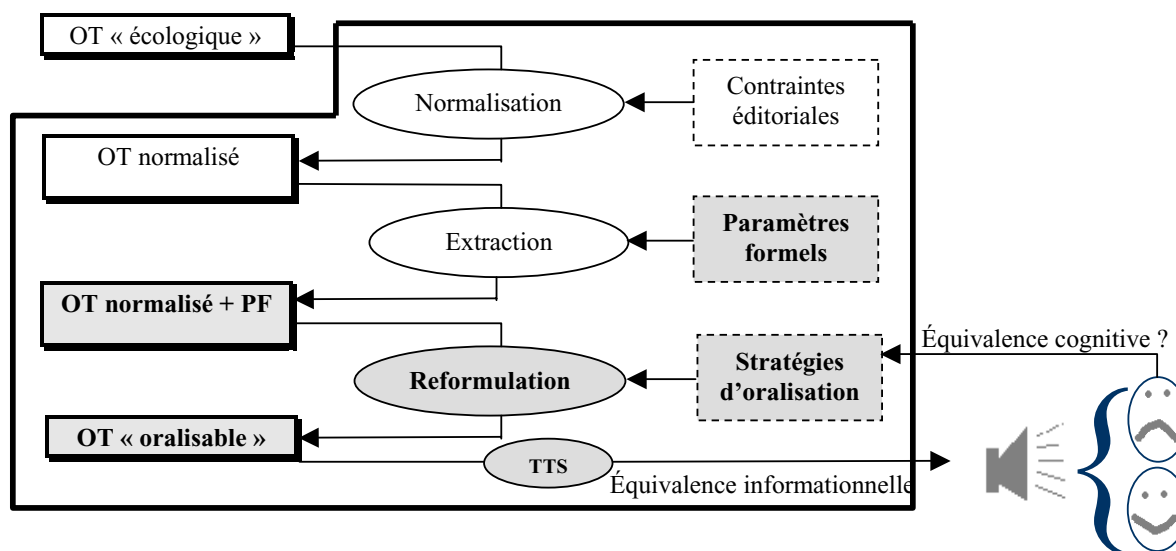 OT « écologique »
Normalisation
Contraintes
éditoriales
OT normalisé
Extraction
Paramètres
formels
OT normalisé + PF
Équivalence cognitive ?
Reformulation
Stratégies
d’oralisation
OT « oralisable »
TTS
Équivalence informationnelle